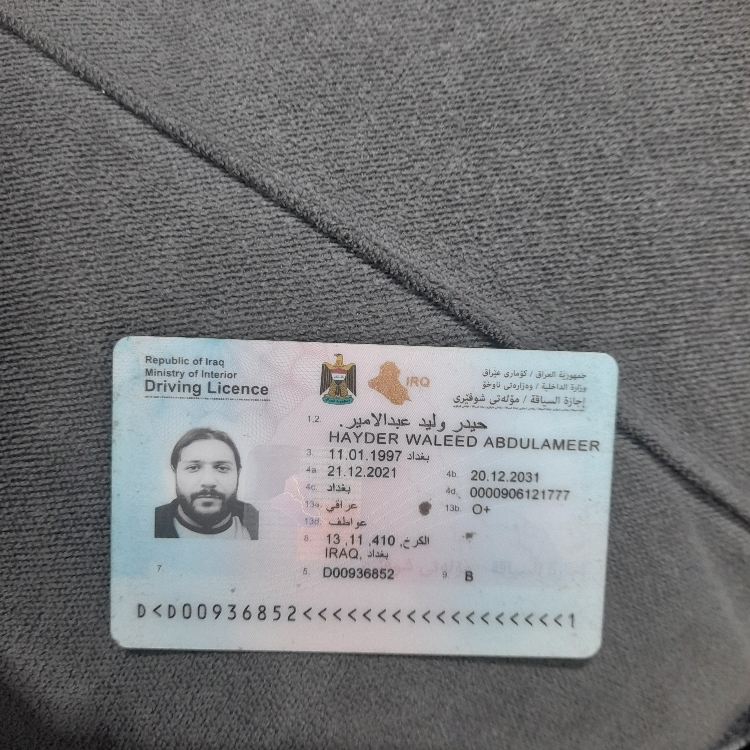 Republic of Iraq
Ministry of Interior
Driving Licence
IRQ
جمهورية العراق / كۆماری عێراق
وزارة الداخلية / وەزارەتی ناوخۆ
إجازة السياقة / مۆڵەتی شوفێری
1.2. حيدر وليد عبدالامير
HAYDER WALEED ABDULAMEER
3. 11.01.1997 بغداد
4a. 21.12.2021 4b. 20.12.2031
4c. بغداد 4d. 0000906121777
13a. عراقي 13b. O+
13d. عواطف
8. الكرخ, 410, 11, 13
بغداد, IRAQ
7
5. D00936852 9. B
D<D00936852<<<<<<<<<<<<<<<<<<<1